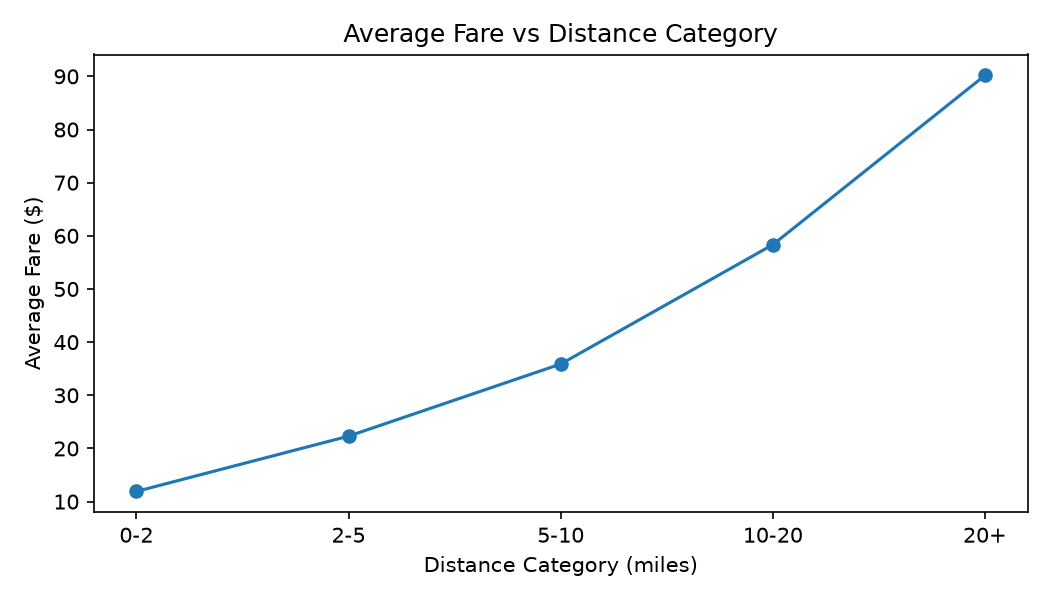 Average Fare vs Distance Category
Average Fare ($)
90
80
70
60
50
40
30
20
10
0-2 2-5 5-10 10-20 20+
Distance Category (miles)